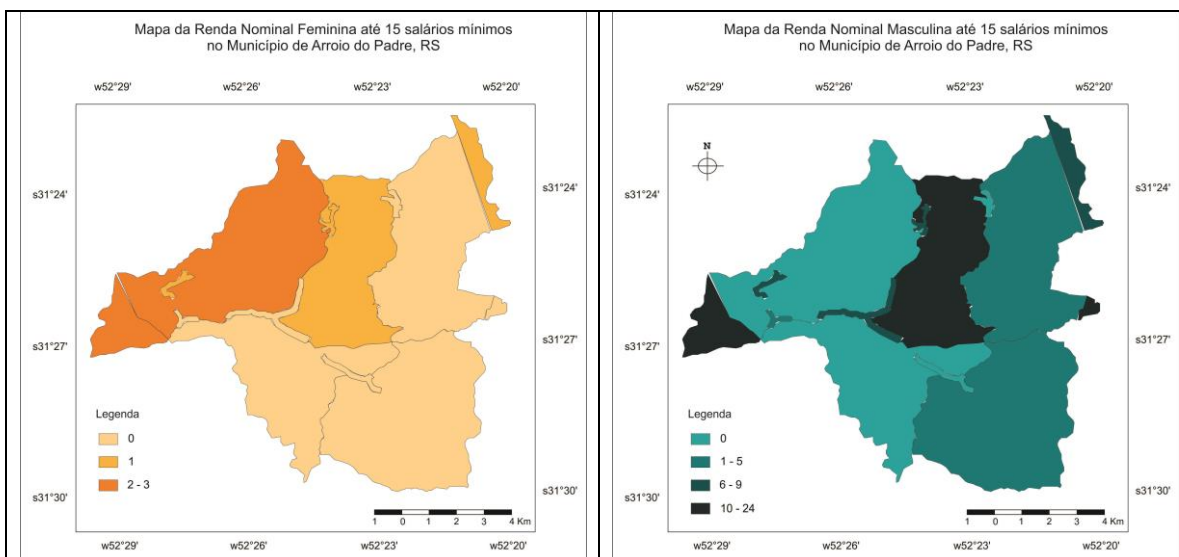 Mapa da Renda Nominal Feminina até 15 salários mínimos
no Município de Arroio do Padre, RS
w52°29' w52°26' w52°23' w52°20'
s31°24' s31°24'
s31°27' s31°27'
Legenda
0
1
2 - 3
s31°30' s31°30'
1 0 1 2 3 4 Km
w52°29' w52°26' w52°23' w52°20'
Mapa da Renda Nominal Masculina até 15 salários mínimos
no Município de Arroio do Padre, RS
w52°29' w52°26' w52°23' w52°20'
N
s31°24' s31°24'
s31°27' s31°27'
Legenda
0
1 - 5
6 - 9
10 - 24
s31°30' s31°30'
1 0 1 2 3 4 Km
w52°29' w52°26' w52°23' w52°20'